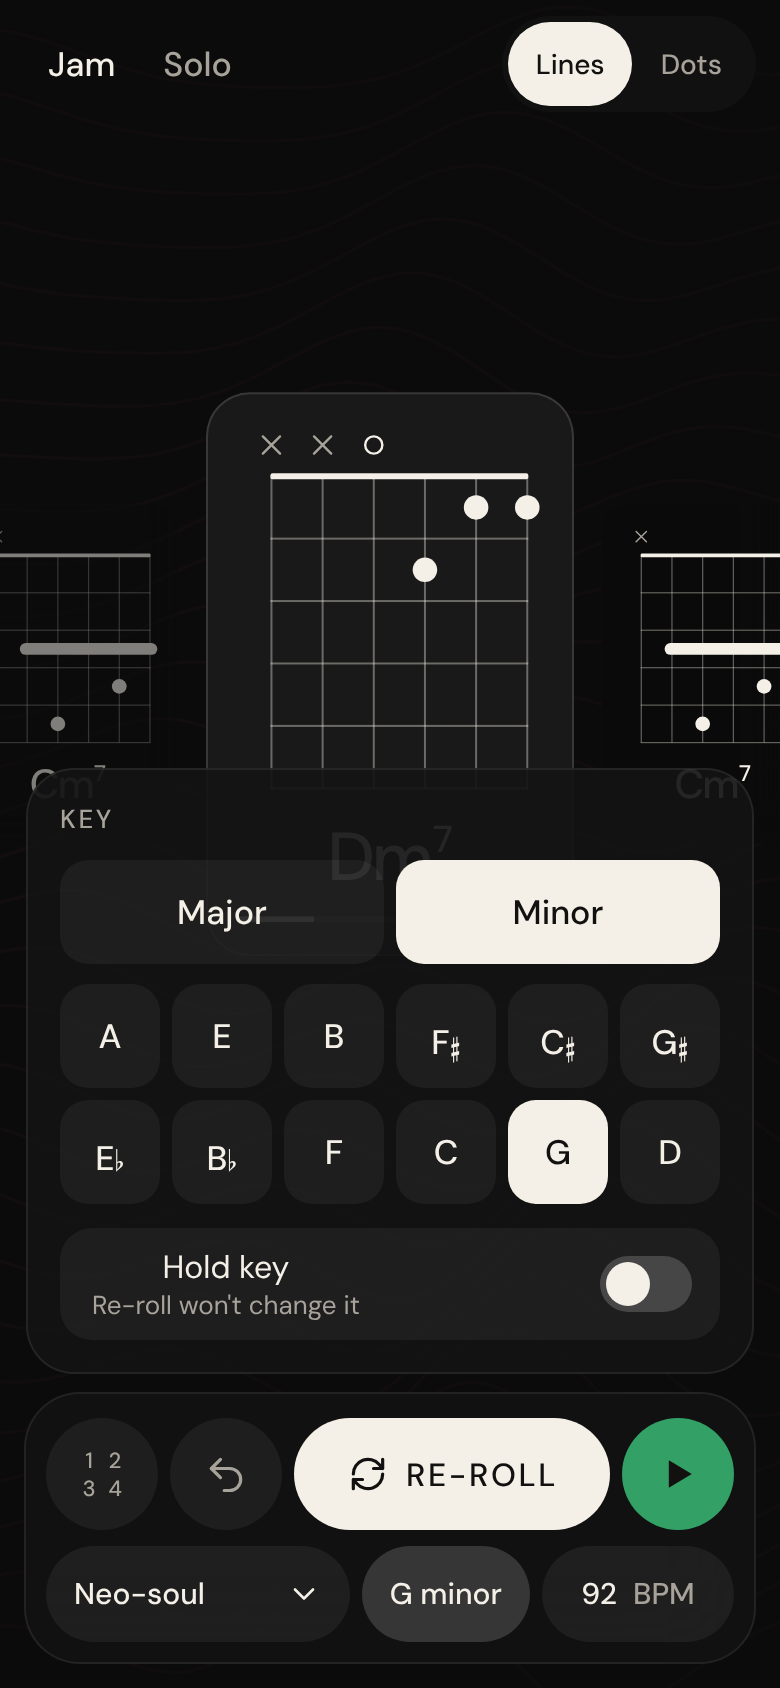 Jam Solo Lines Dots
Cm7
Cm7
KEY
Dm7
Major Minor
A E B F♯ C♯ G♯
E♭ B♭ F C G D
Hold key
Re-roll won't change it
1 2
3 4
RE-ROLL
Neo-soul G minor 92 BPM